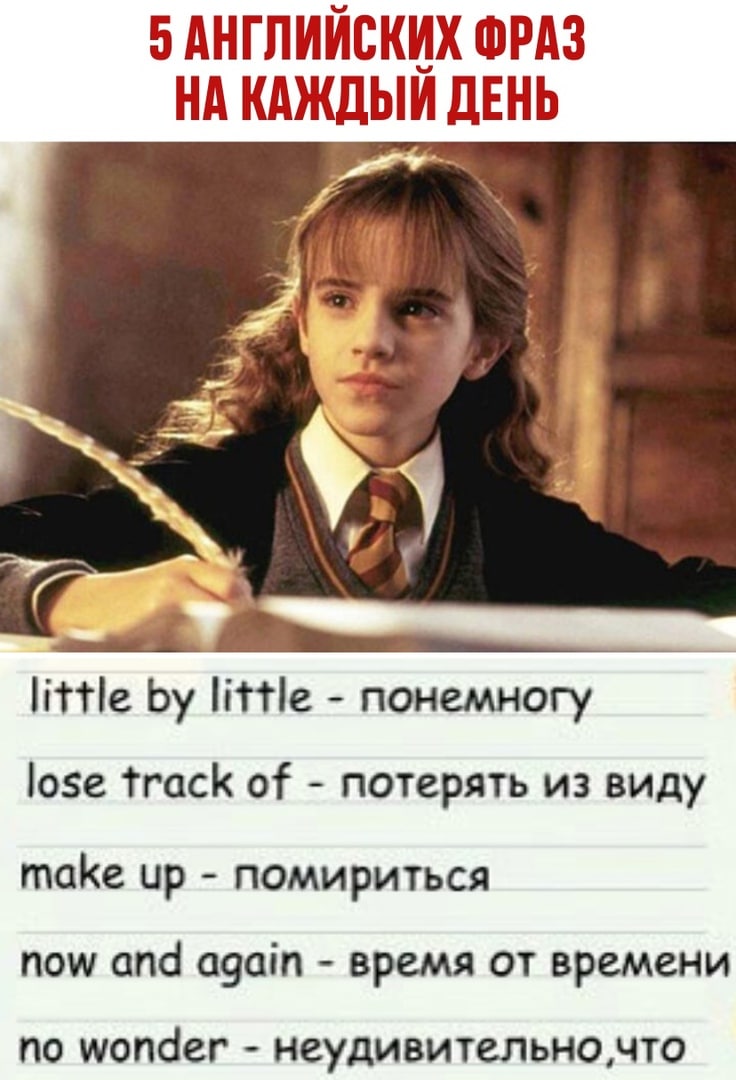 5 АНГЛИЙСКИХ ФРАЗ
НА КАЖДЫЙ ДЕНЬ
little by little - понемногу
lose track of - потерять из виду
make up - помириться
now and again - время от времени
no wonder - неудивительно,что